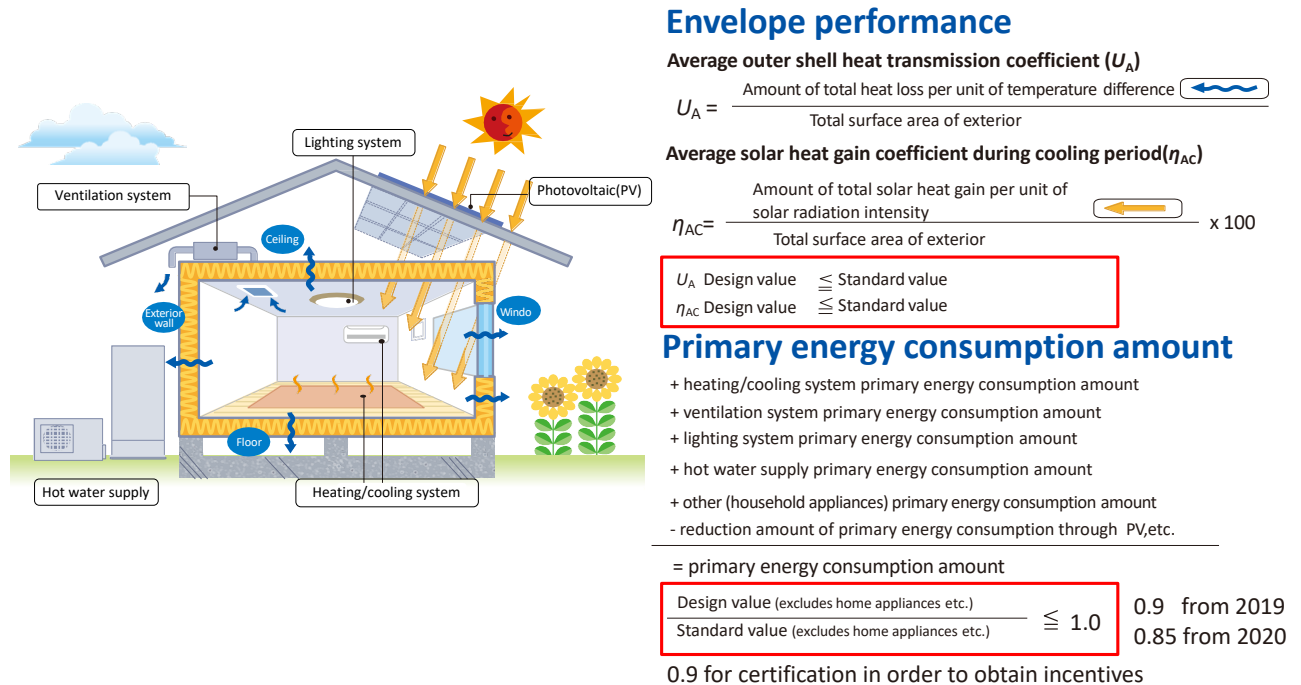 Lighting system
Ventilation system
Photovoltaic(PV)
Ceiling
Exterior
wall
Windo
Floor
Hot water supply
Heating/cooling system
Envelope performance
Average outer shell heat transmission coefficient (UA)
UA = Amount of total heat loss per unit of temperature difference
Total surface area of exterior
Average solar heat gain coefficient during cooling period(ηAC)
Amount of total solar heat gain per unit of
solar radiation intensity
ηAC= x 100
Total surface area of exterior
UA Design value ≦ Standard value
ηAC Design value ≦ Standard value
Primary energy consumption amount
+ heating/cooling system primary energy consumption amount
+ ventilation system primary energy consumption amount
+ lighting system primary energy consumption amount
+ hot water supply primary energy consumption amount
+ other (household appliances) primary energy consumption amount
- reduction amount of primary energy consumption through PV,etc.
= primary energy consumption amount
Design value (excludes home appliances etc.)
Standard value (excludes home appliances etc.)
≦ 1.0
0.9 from 2019
0.85 from 2020
0.9 for certification in order to obtain incentives